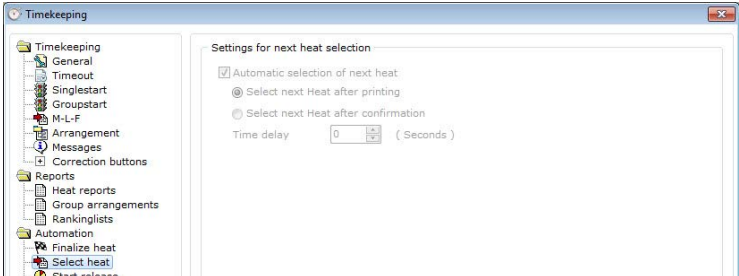 Timekeeping
Timekeeping
General
Timeout
Singlestart
Groupstart
M-L-F
Arrangement
Messages
Correction buttons
Reports
Heat reports
Group arrangements
Rankinglists
Automation
Finalize heat
Select heat
Start release
Settings for next heat selection
Automatic selection of next heat
Select next Heat after printing
Select next Heat after confirmation
Time delay 0 ( Seconds )